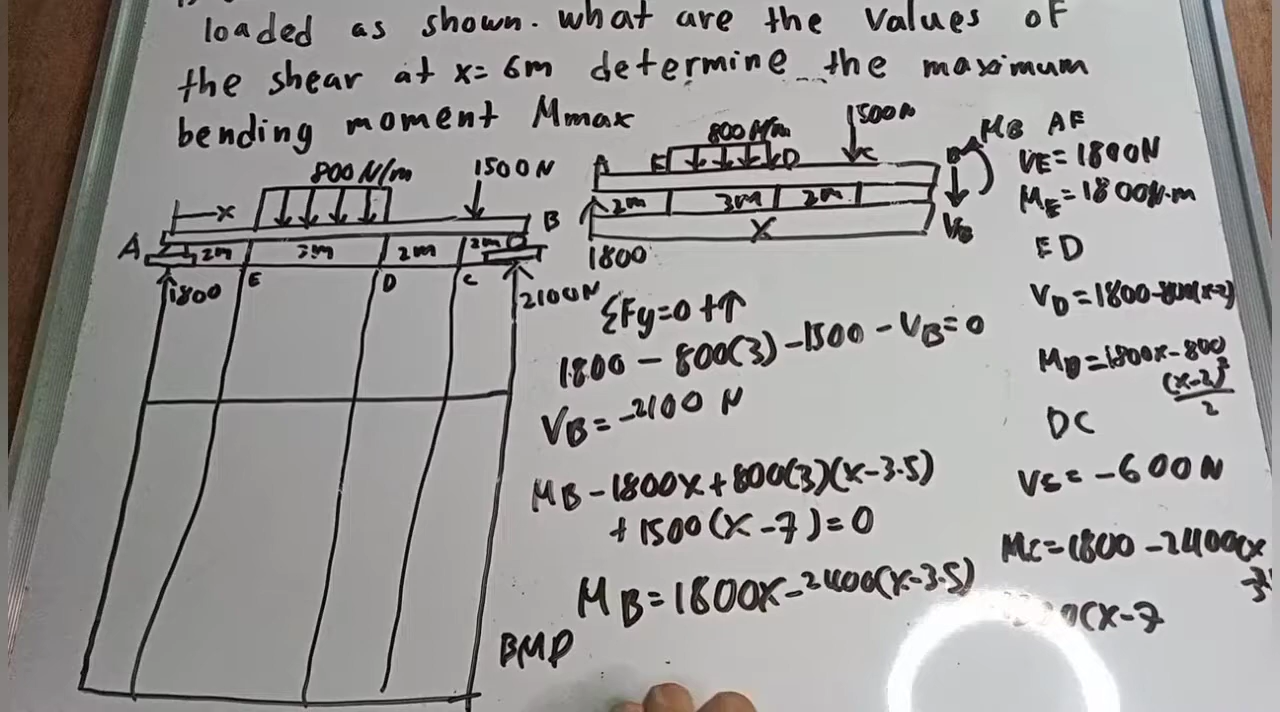 loaded as shown. what are the values of
the shear at x= 6m determine the maximum
bending moment Mmax
800 N/m
1500N
x
A
B
2m
3m
2m
2m
1800
E
D
C
2100N
800 N/m
1500N
A
E
D
C
B
MB
2m
3m
2m
X
VB
1800
ΣFy=0 +↑
1800 - 800(3) -1500 - VB=0
VB= -2100 N
MB - 1800x + 800(3)(x-3.5)
+ 1500(x-7)=0
MB=1800x-2400(x-3.5)
BMD
AE
VE=1800N
ME=1800N.m
ED
VD=1800-800(x-2)
MD=1800x-800
(x-2)²
2
DC
VC= -600N
MC=1800 -2400(x
(x-7